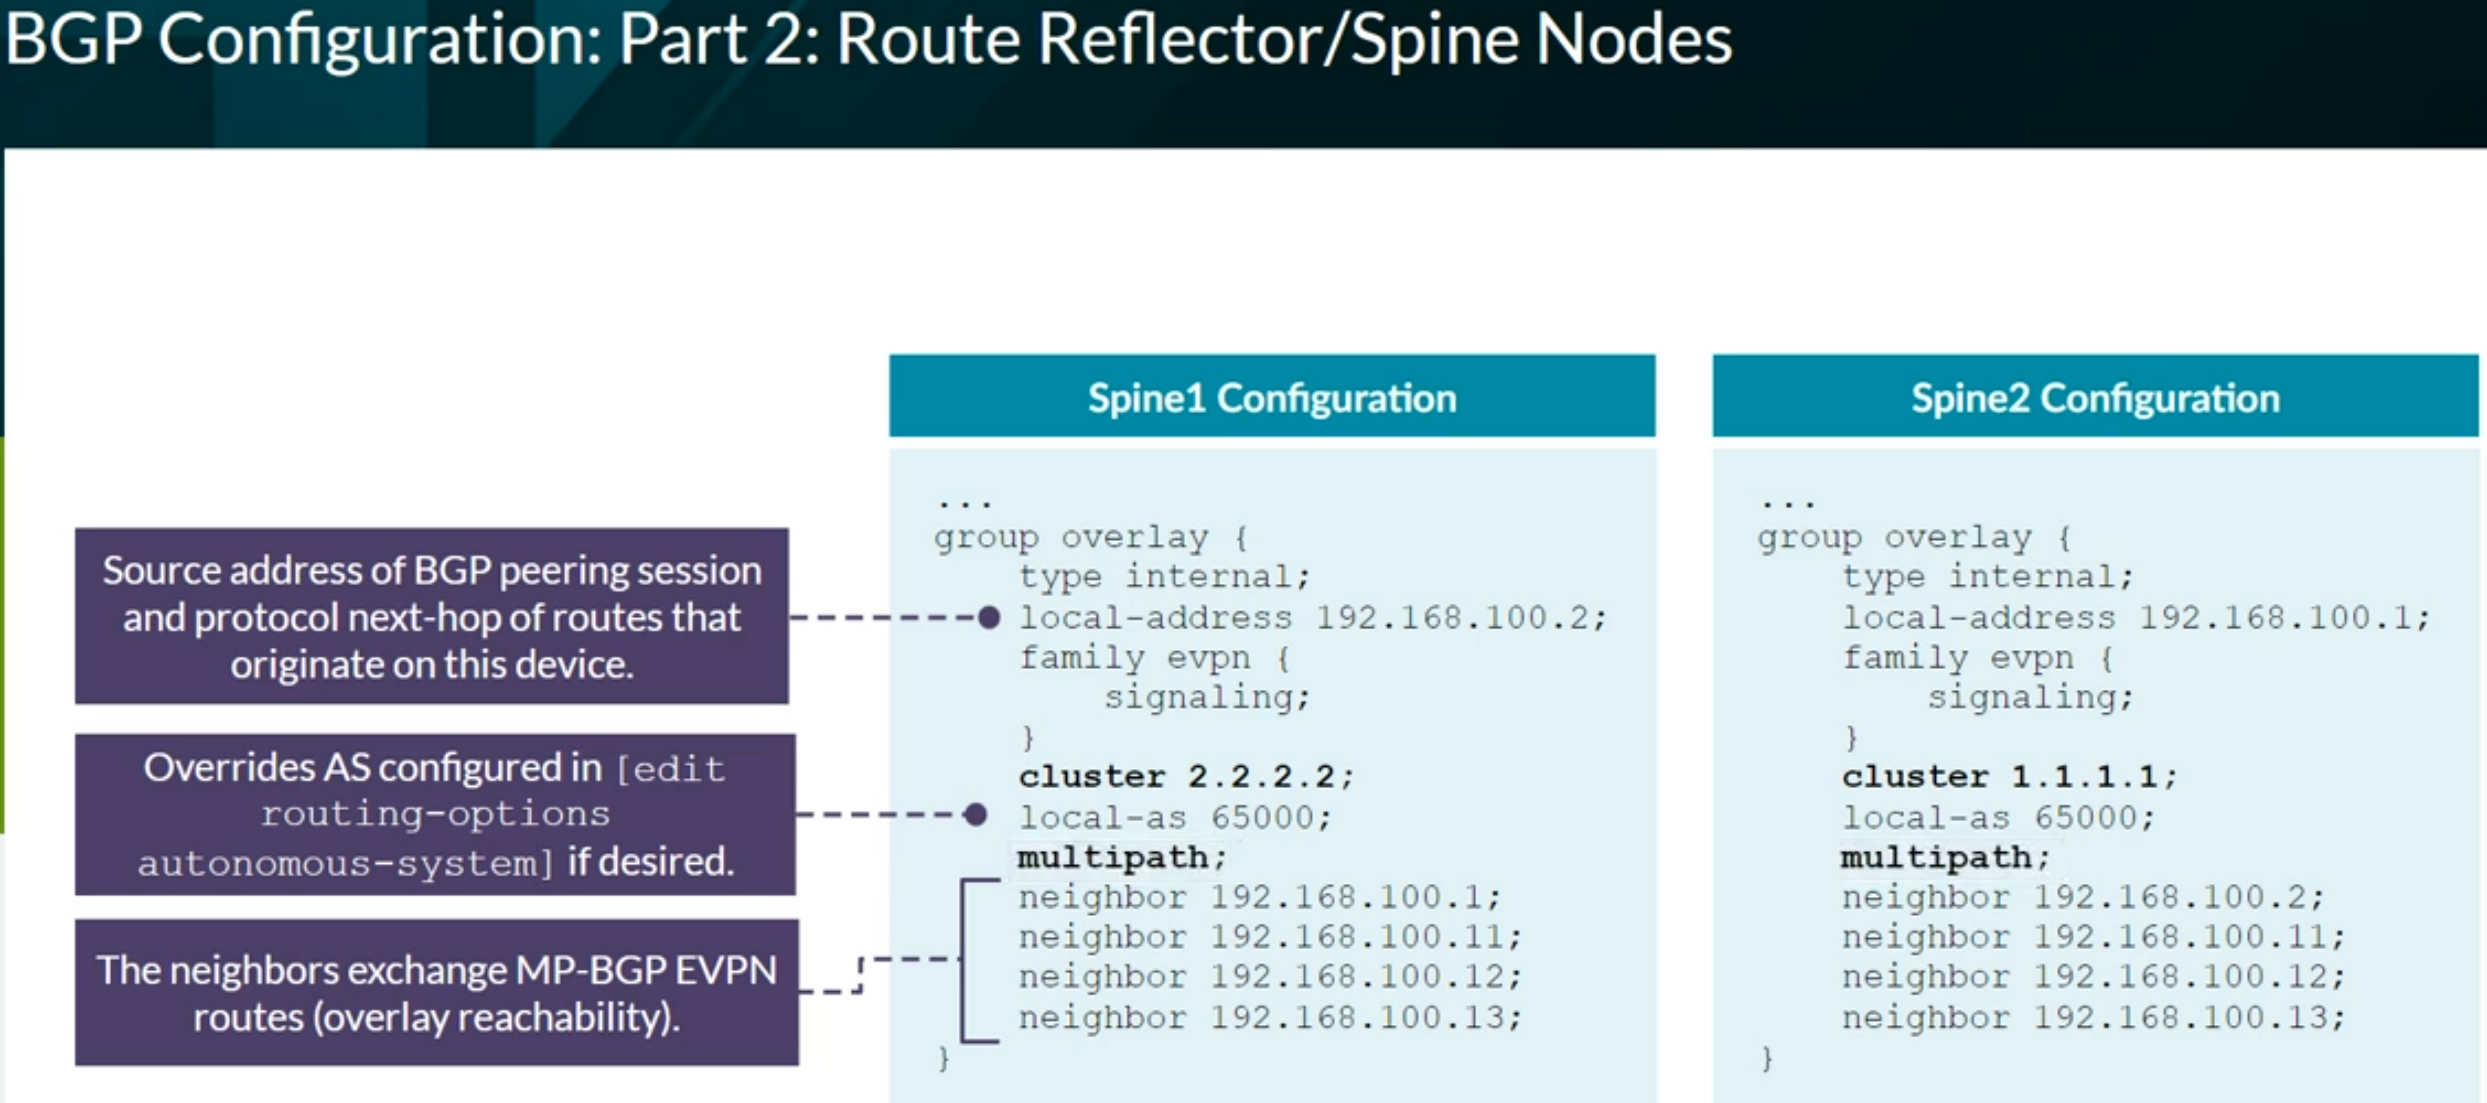 BGP Configuration: Part 2: Route Reflector/Spine Nodes
Source address of BGP peering session
and protocol next-hop of routes that
originate on this device.
Overrides AS configured in [edit
routing-options
autonomous-system] if desired.
The neighbors exchange MP-BGP EVPN
routes (overlay reachability).
Spine1 Configuration
...
group overlay {
    type internal;
    local-address 192.168.100.2;
    family evpn {
        signaling;
    }
    cluster 2.2.2.2;
    local-as 65000;
    multipath;
    neighbor 192.168.100.1;
    neighbor 192.168.100.11;
    neighbor 192.168.100.12;
    neighbor 192.168.100.13;
}
Spine2 Configuration
...
group overlay {
    type internal;
    local-address 192.168.100.1;
    family evpn {
        signaling;
    }
    cluster 1.1.1.1;
    local-as 65000;
    multipath;
    neighbor 192.168.100.2;
    neighbor 192.168.100.11;
    neighbor 192.168.100.12;
    neighbor 192.168.100.13;
}